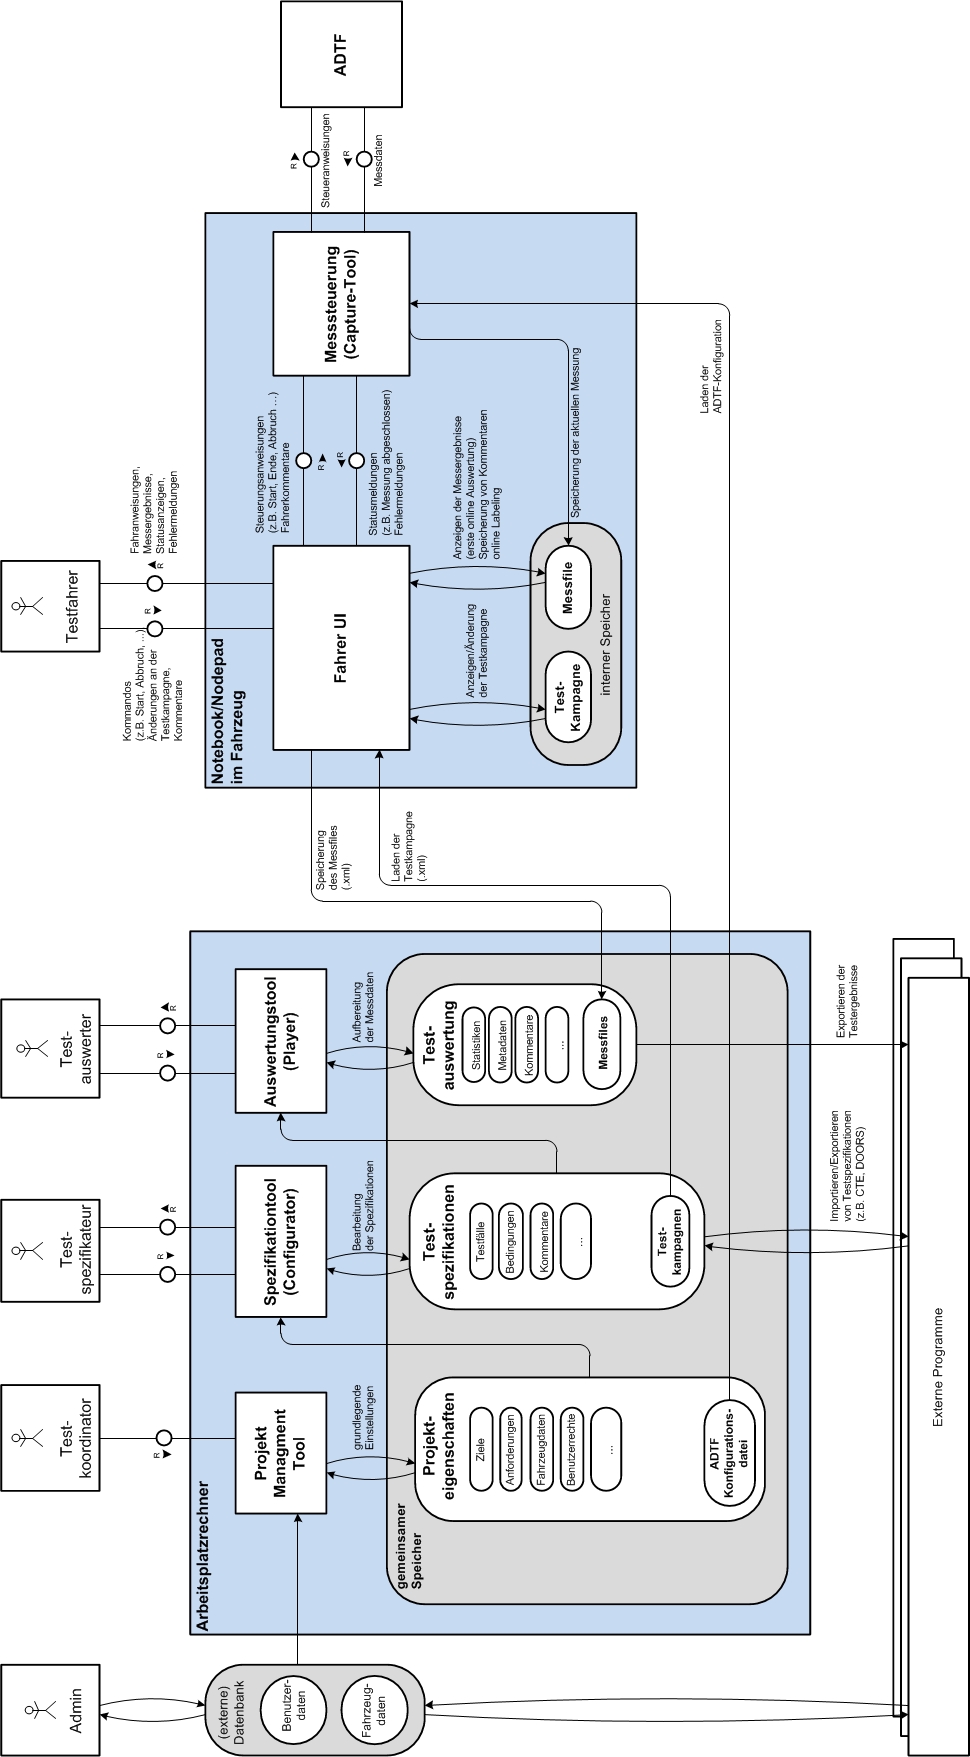 Admin
Test-
koordinator
Test-
spezifikateur
Test-
auswerter
Testfahrer
ADTF
R
R
R
R
R
Kommandos
(z.B. Start, Abbruch, ...)
Änderungen an der
Testkampagne,
Kommentare
R
R
Fahranweisungen,
Messergebnisse,
Statusanzeigen,
Fehlermeldungen
(externe)
Datenbank
Benutzer-
daten
Fahrzeug-
daten
Arbeitsplatzrechner
Projekt
Managment
Tool
Spezifikationtool
(Configurator)
Auswertungstool
(Player)
grundlegende
Einstellungen
Bearbeitung
der Spezifikationen
Aufbereitung
der Messdaten
gemeinsamer
Speicher
Projekt-
eigenschaften
Ziele
Anforderungen
Fahrzeugdaten
Benutzerrechte
...
ADTF
Konfigurations-
datei
Test-
spezifikationen
Testfälle
Bedingungen
Kommentare
...
Test-
kampagnen
Test-
auswertung
Statistiken
Metadaten
Kommentare
...
Messfiles
Speicherung
des Messfiles
(.xml)
Laden der
Testkampagne
(.xml)
Notebook/Nodepad
im Fahrzeug
Fahrer UI
Steuerungsanweisungen
(z.B. Start, Ende, Abbruch ...)
Fahrerkommentare
R
R
Statusmeldungen
(z.B. Messung abgeschlossen)
Fehlermeldungen
Messsteuerung
(Capture-Tool)
R
Steueranweisungen
R
Messdaten
Anzeigen/Änderung
der Testkampagne
Anzeigen der Messergebnisse
(erste online Auswertung)
Speicherung von Kommentaren
online Labeling
Speicherung der aktuellen Messung
Test-
Kampagne
Messfile
interner Speicher
Laden der
ADTF-Konfiguration
Importieren/Exportieren
von Testspezifikationen
(z.B. CTE, DOORS)
Exportieren der
Testergebnisse
Externe Programme